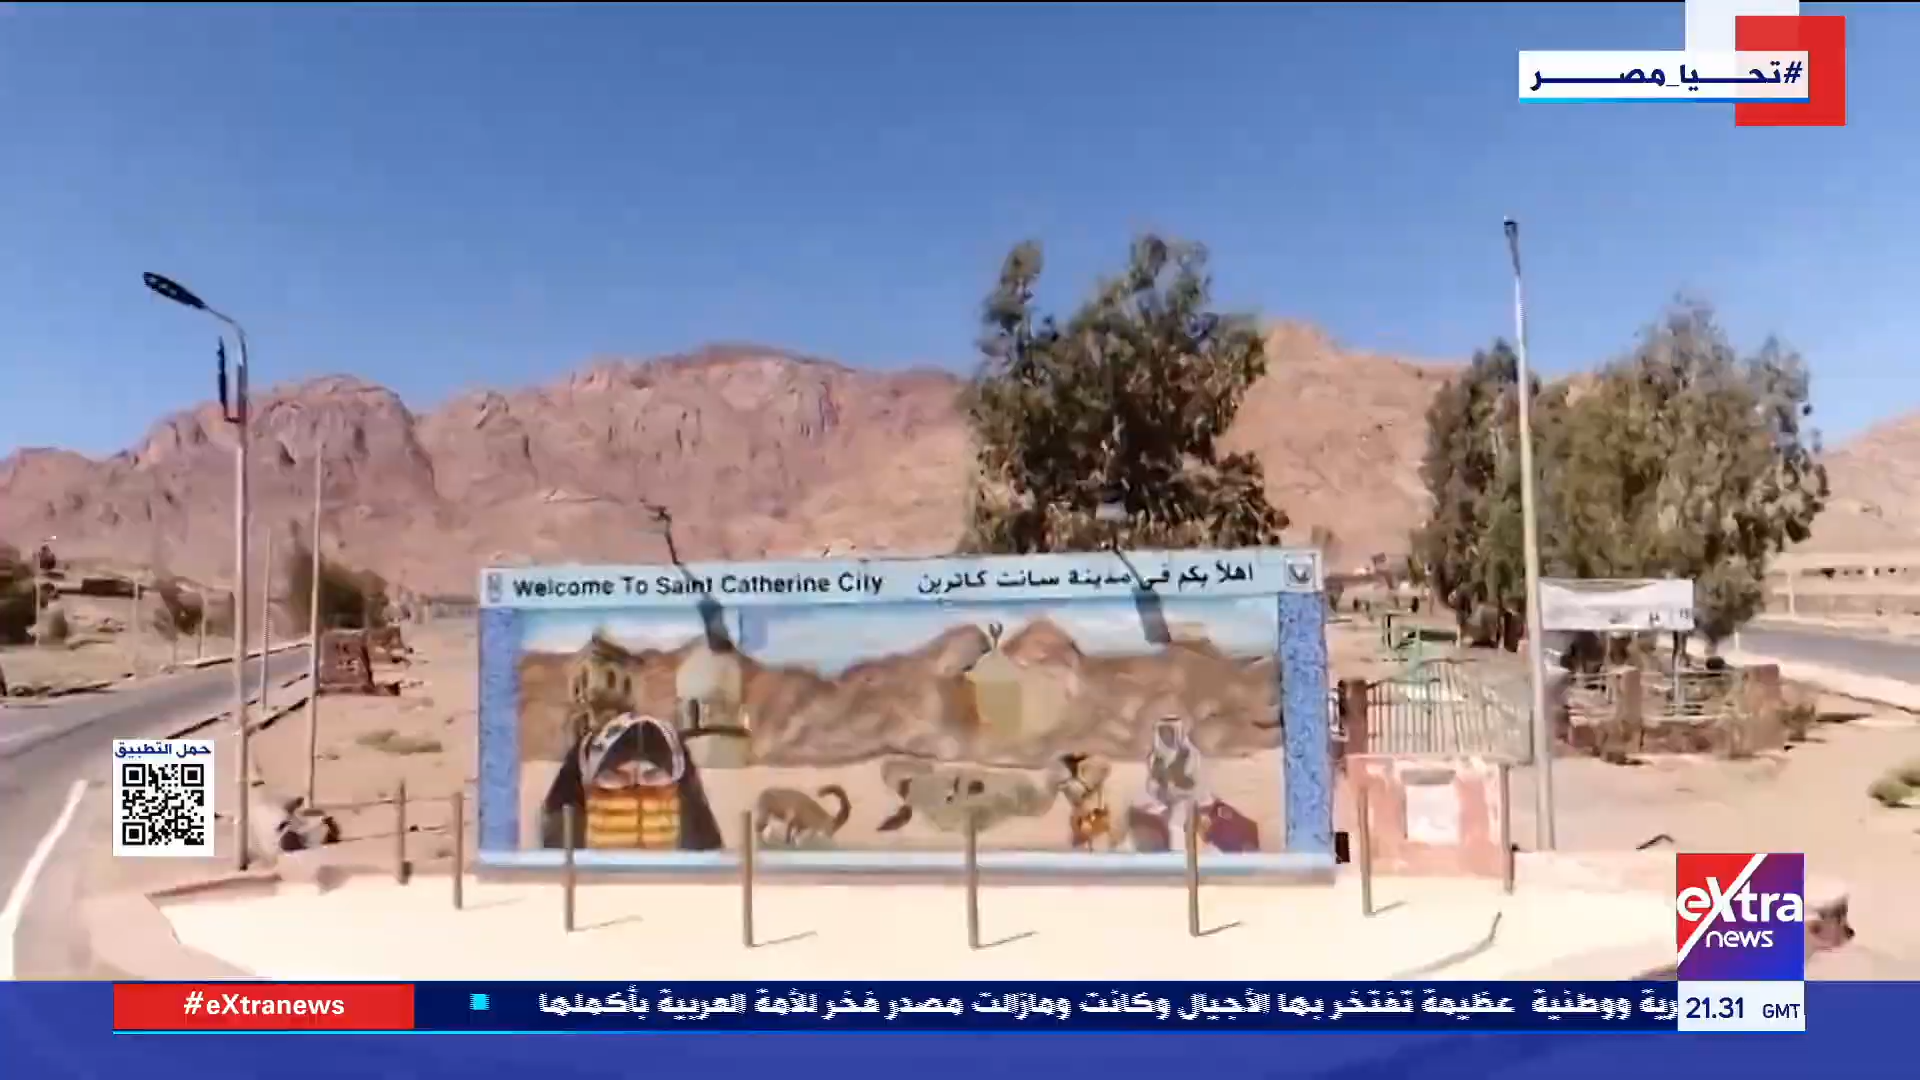 #تحـــيا_مصـــــر
Welcome To Saint Catherine City
اهلاً بكم فى مدينة سانت كاترين
حمل التطبيق
eXtra
news
#eXtranews
رية ووطنية عظيمة تفتخر بها الأجيال وكانت ومازالت مصدر فخر للأمة العربية بأكملها
21.31 GMT